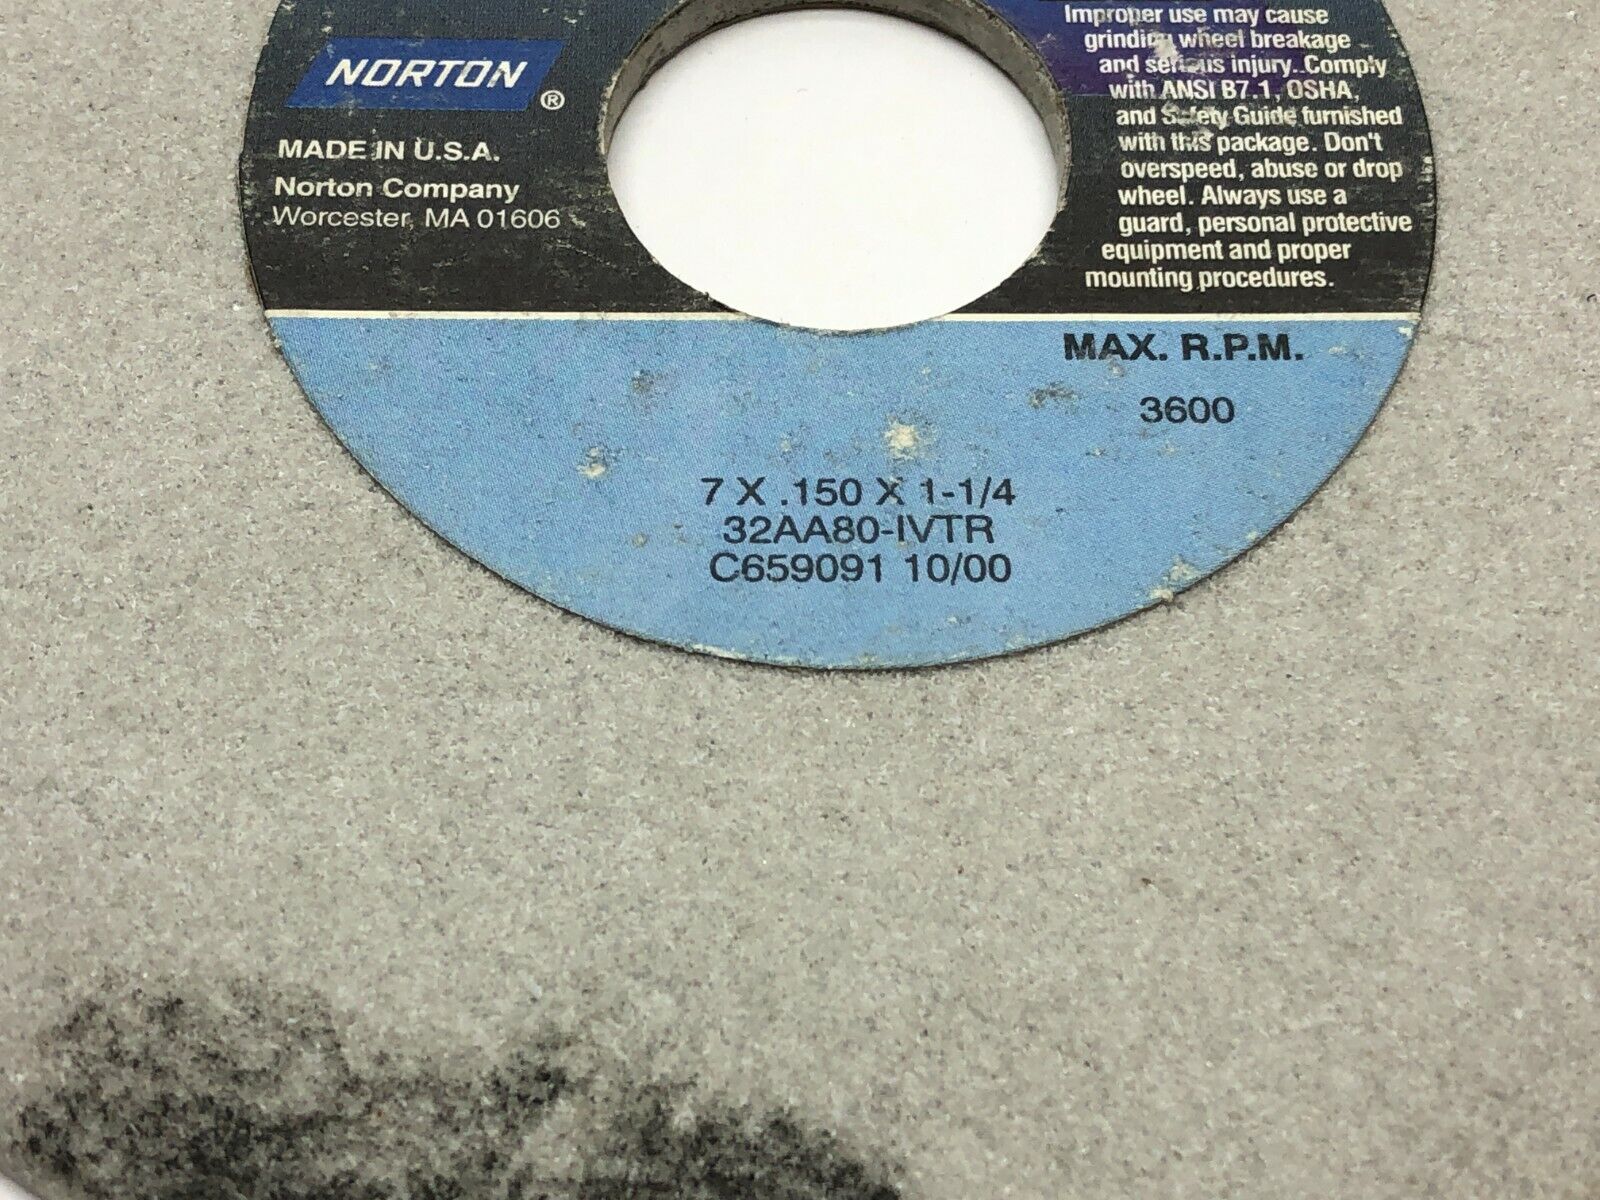 NORTON ®
MADE IN U.S.A.
Norton Company
Worcester, MA 01606
Improper use may cause
grinding wheel breakage
and serious injury. Comply
with ANSI B7.1, OSHA,
and Safety Guide furnished
with this package. Don't
overspeed, abuse or drop
wheel. Always use a
guard, personal protective
equipment and proper
mounting procedures.
MAX. R.P.M.
3600
7 X .150 X 1-1/4
32AA80-IVTR
C659091 10/00